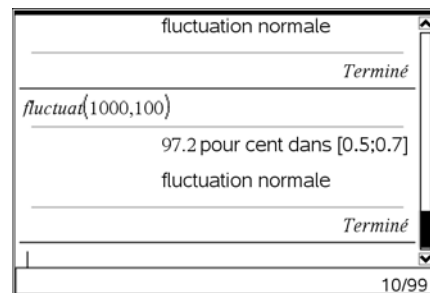 fluctuation normale
Terminé
fluctuat(1000,100)
97.2 pour cent dans [0.5;0.7]
fluctuation normale
Terminé
10/99